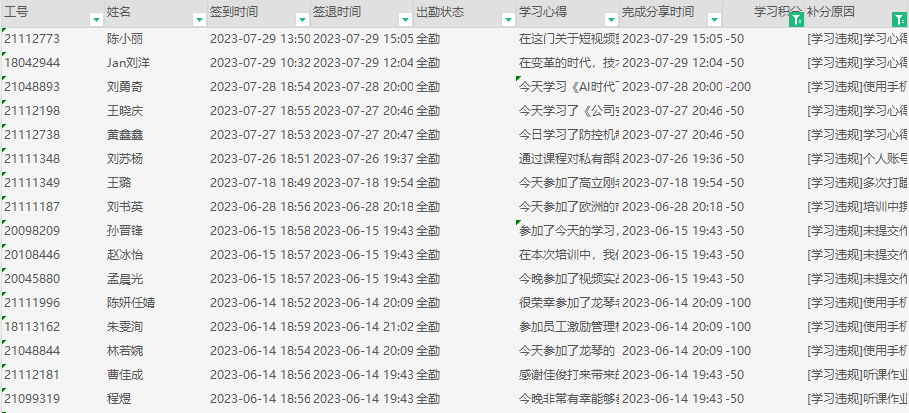 工号 姓名 签到时间 签退时间 出勤状态 学习心得 完成分享时间 学习积分 补分原因
21112773 陈小丽 2023-07-29 13:50 2023-07-29 15:05 全勤 在这门关于短视频 2023-07-29 15:05 -50 [学习违规]学习心得
18042944 Jan刘洋 2023-07-29 10:32 2023-07-29 12:04 全勤 在变革的时代，技 2023-07-29 12:04 -50 [学习违规]学习心得
21048893 刘勇奇 2023-07-28 18:54 2023-07-28 20:00 全勤 今天学习《AI时代 2023-07-28 20:00 -200 [学习违规]使用手机
21112198 王晓庆 2023-07-27 18:55 2023-07-27 20:46 全勤 今天学习了《公司 2023-07-27 20:46 -50 [学习违规]学习心得
21112738 黄鑫鑫 2023-07-27 18:53 2023-07-27 20:47 全勤 今日学习了防控机 2023-07-27 20:46 -50 [学习违规]学习心得
21111348 刘苏杨 2023-07-26 18:51 2023-07-26 19:37 全勤 通过课程对私有部 2023-07-26 19:36 -50 [学习违规]个人账号
21111349 王璐 2023-07-18 18:49 2023-07-18 19:54 全勤 今天参加了高立刚 2023-07-18 19:54 -50 [学习违规]多次打瞌
21111187 刘书英 2023-06-28 18:56 2023-06-28 20:18 全勤 今天参加了欧洲的 2023-06-28 20:18 -50 [学习违规]培训中
20098209 孙晋锋 2023-06-15 18:58 2023-06-15 19:43 全勤 参加了今天的学习， 2023-06-15 19:43 -50 [学习违规]未提交作
20108446 赵冰怡 2023-06-15 18:57 2023-06-15 19:43 全勤 在本次培训中，我 2023-06-15 19:43 -50 [学习违规]未提交作
20045880 孟晨光 2023-06-15 18:57 2023-06-15 19:43 全勤 今晚参加了视频实 2023-06-15 19:43 -50 [学习违规]未提交作
21111996 陈妍任婧 2023-06-14 18:52 2023-06-14 20:09 全勤 很荣幸参加了龙琴 2023-06-14 20:09 -100 [学习违规]使用手机
18113162 朱雯洵 2023-06-14 18:59 2023-06-14 21:02 全勤 参加员工激励管理 2023-06-14 20:09 -100 [学习违规]使用手机
21048844 林若婉 2023-06-14 18:54 2023-06-14 20:09 全勤 今天参加了龙琴的 2023-06-14 20:09 -100 [学习违规]使用手机
21112181 曹佳成 2023-06-14 18:56 2023-06-14 19:43 全勤 感谢佳俊打来带来的 2023-06-14 19:43 -50 [学习违规]听课作业
21099319 程煜 2023-06-14 18:56 2023-06-14 19:43 全勤 今晚非常有幸能够 2023-06-14 19:43 -50 [学习违规]听课作业